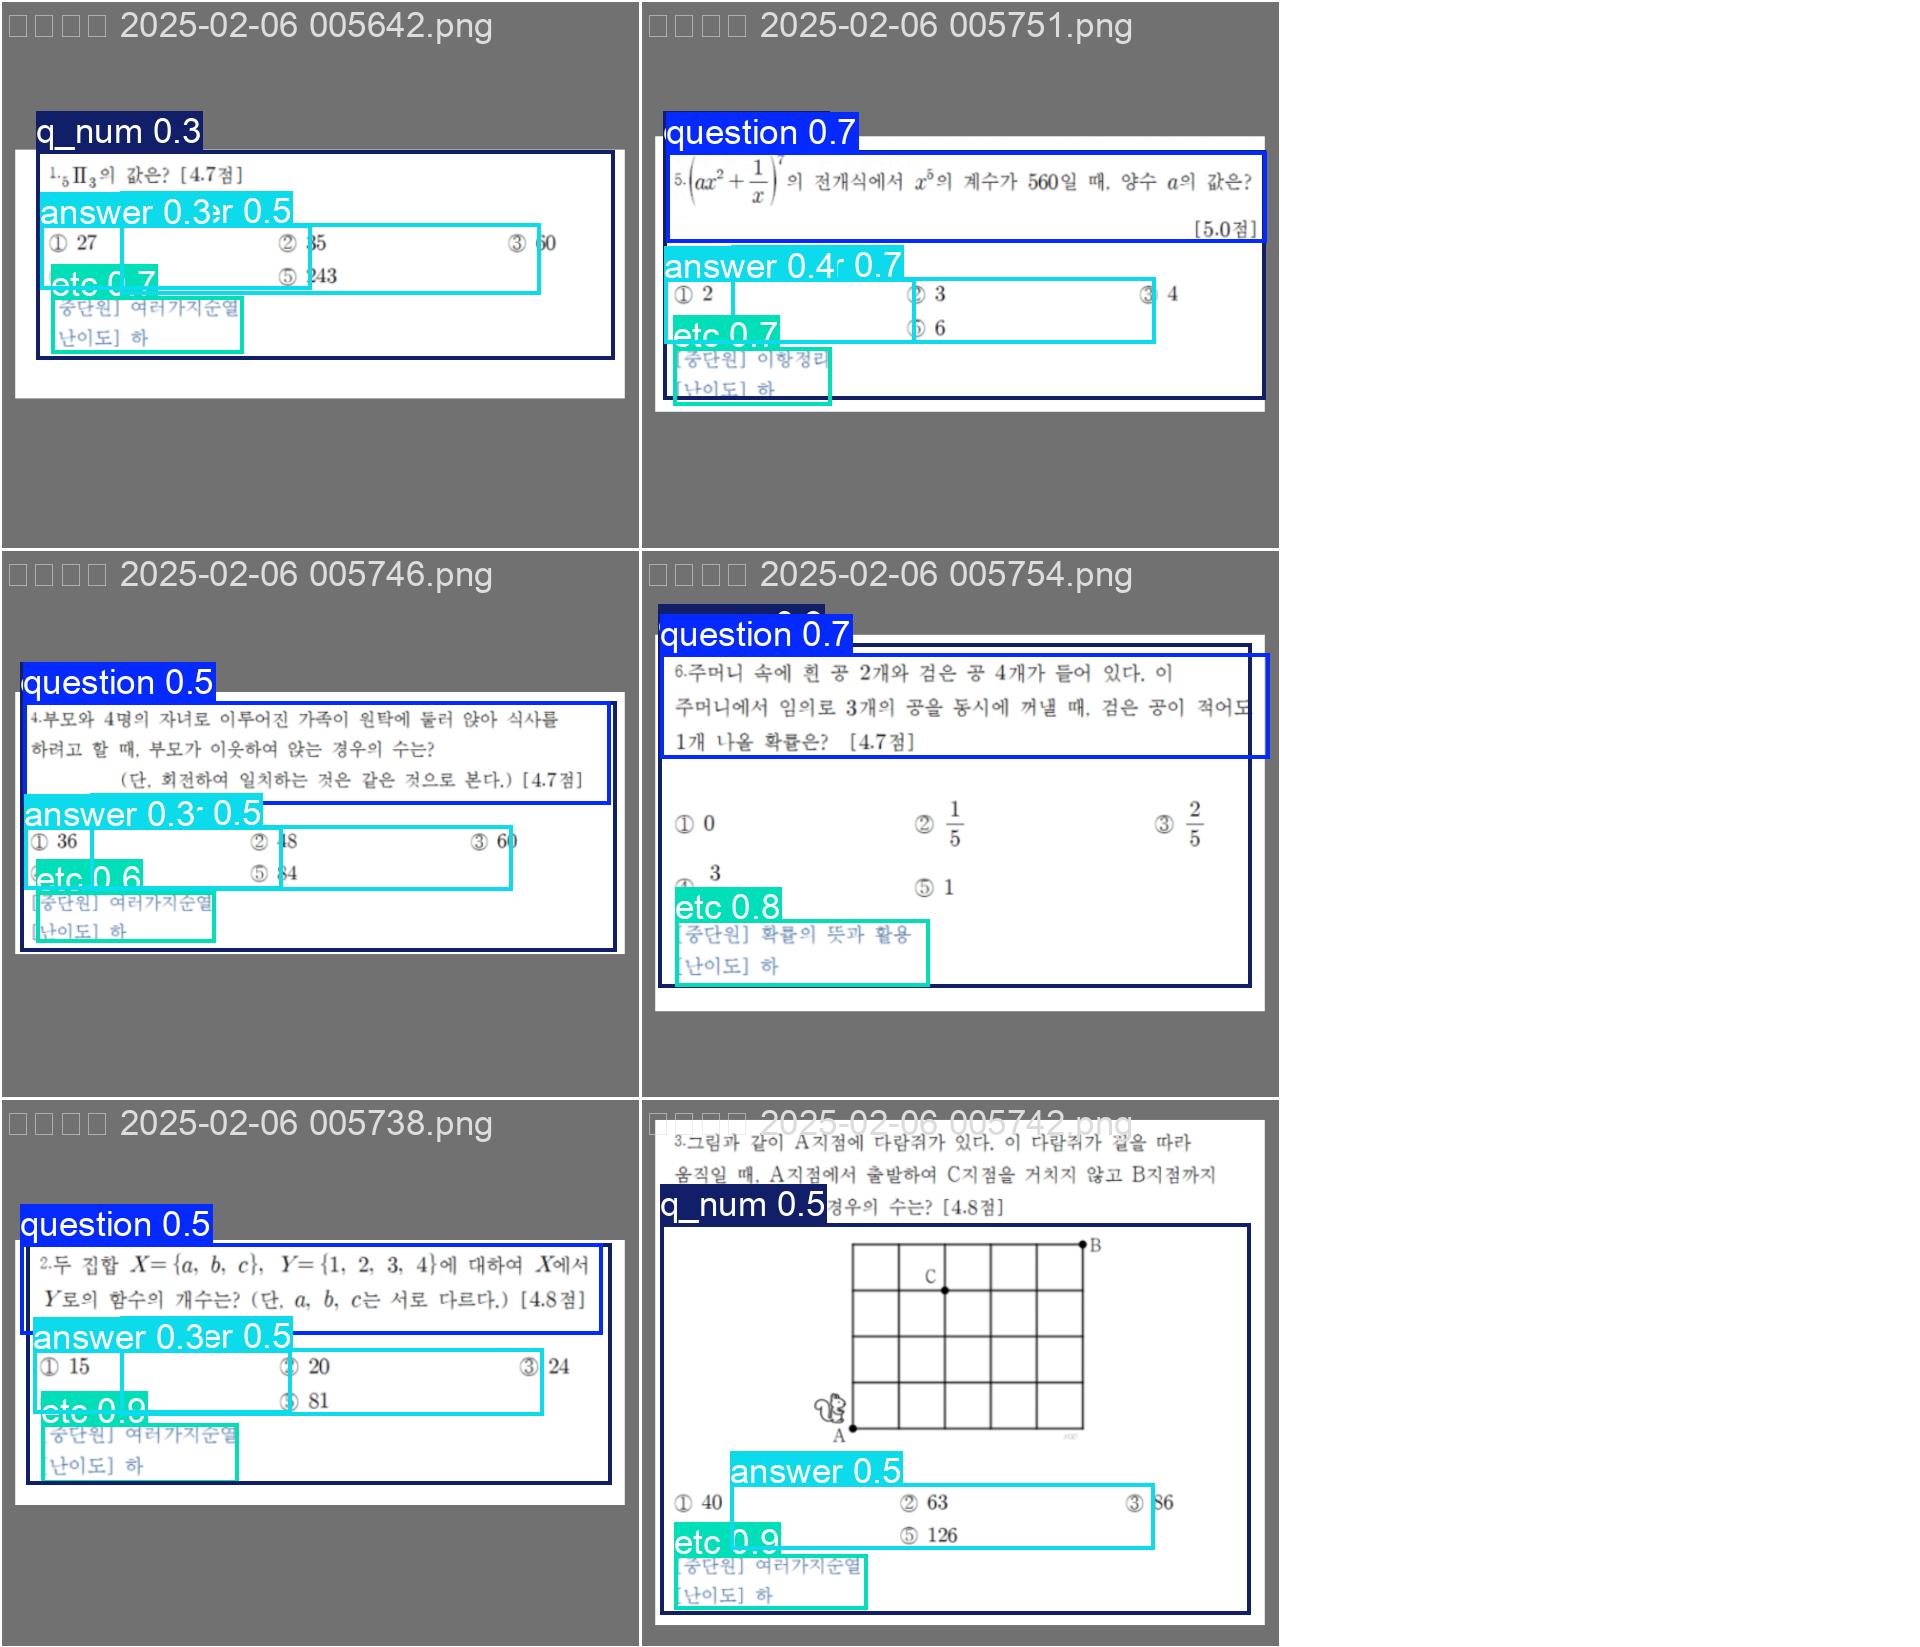 2025-02-06 005642.png
q_num 0.3
1. ₅Π₃의 값은? [4.7점]
answer 0.3er 0.5
① 27 ② 35 ③ 60
⑤ 243
etc 0.7
중단원] 여러가지순열
난이도] 하
2025-02-06 005751.png
question 0.7
5. (ax² + 1/x)⁷의 전개식에서 x⁵의 계수가 560일 때, 양수 a의 값은?
[5.0점]
answer 0.4r 0.7
① 2 ② 3 ③ 4
⑤ 6
etc 0.7
[중단원] 이항정리
[난이도] 하
2025-02-06 005746.png
question 0.5
4.부모와 4명의 자녀로 이루어진 가족이 원탁에 둘러 앉아 식사를
하려고 할 때, 부모가 이웃하여 앉는 경우의 수는?
(단, 회전하여 일치하는 것은 같은 것으로 본다.) [4.7점]
answer 0.3r 0.5
① 36 ② 48 ③ 60
⑤ 84
etc 0.6
[중단원] 여러가지순열
[난이도] 하
2025-02-06 005754.png
question 0.7
6.주머니 속에 흰 공 2개와 검은 공 4개가 들어 있다. 이
주머니에서 임의로 3개의 공을 동시에 꺼낼 때, 검은 공이 적어도
1개 나올 확률은? [4.7점]
① 0 ② 1/5 ③ 2/5
④ 3 ⑤ 1
etc 0.8
[중단원] 확률의 뜻과 활용
[난이도] 하
2025-02-06 005738.png
question 0.5
2.두 집합 X={a, b, c}, Y={1, 2, 3, 4}에 대하여 X에서
Y로의 함수의 개수는? (단, a, b, c는 서로 다르다.) [4.8점]
answer 0.3er 0.5
① 15 ② 20 ③ 24
⑤ 81
etc 0.9
중단원] 여러가지순열
[난이도] 하
2025-02-06 005742.png
3.그림과 같이 A지점에 다람쥐가 있다. 이 다람쥐가 길을 따라
움직일 때, A지점에서 출발하여 C지점을 거치지 않고 B지점까지
q_num 0.5
경우의 수는? [4.8점]
B
C
A
answer 0.5
① 40 ② 63 ③ 86
⑤ 126
etc 0.9
중단원] 여러가지순열
[난이도] 하